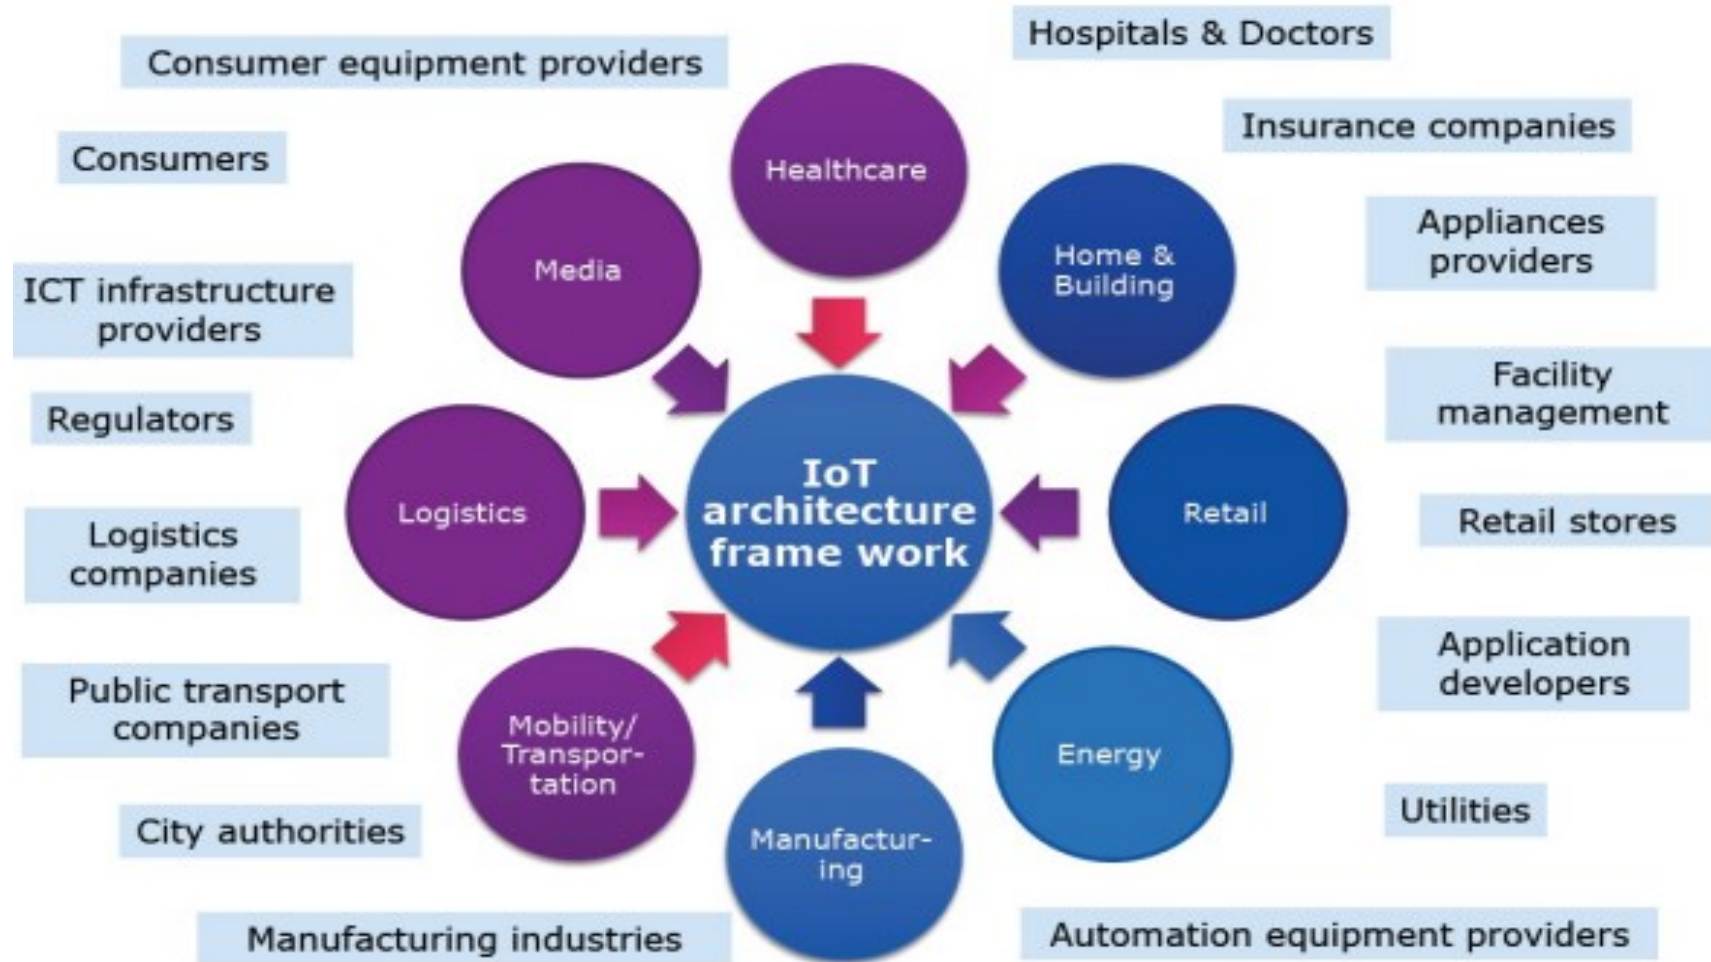 Hospitals & Doctors
Consumer equipment providers
Insurance companies
Consumers
Healthcare
Appliances
providers
Media
Home &
Building
ICT infrastructure
providers
Facility
management
Regulators
IoT
architecture
frame work
Logistics
Retail
Retail stores
Logistics
companies
Application
developers
Public transport
companies
Mobility/
Transpor-
tation
Energy
Utilities
City authorities
Manufactur-
ing
Manufacturing industries
Automation equipment providers